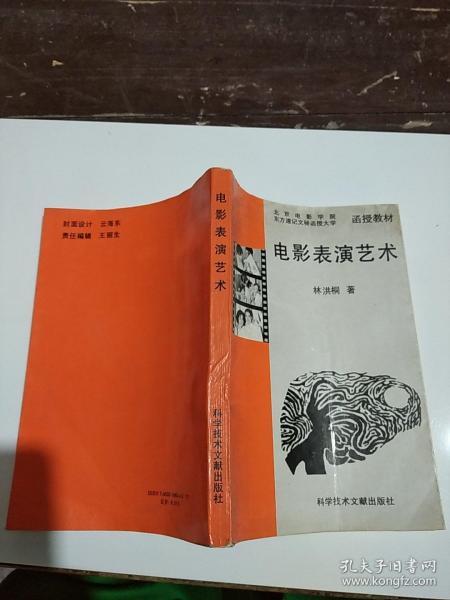 封面设计 云海东
责任编辑 王丽生
电影表演艺术
科学技术文献出版社
北京电影学院
东方速记文秘函授大学
函授教材
电影表演艺术
林洪桐 著
科学技术文献出版社
孔夫子旧书网
www.kongfz.com